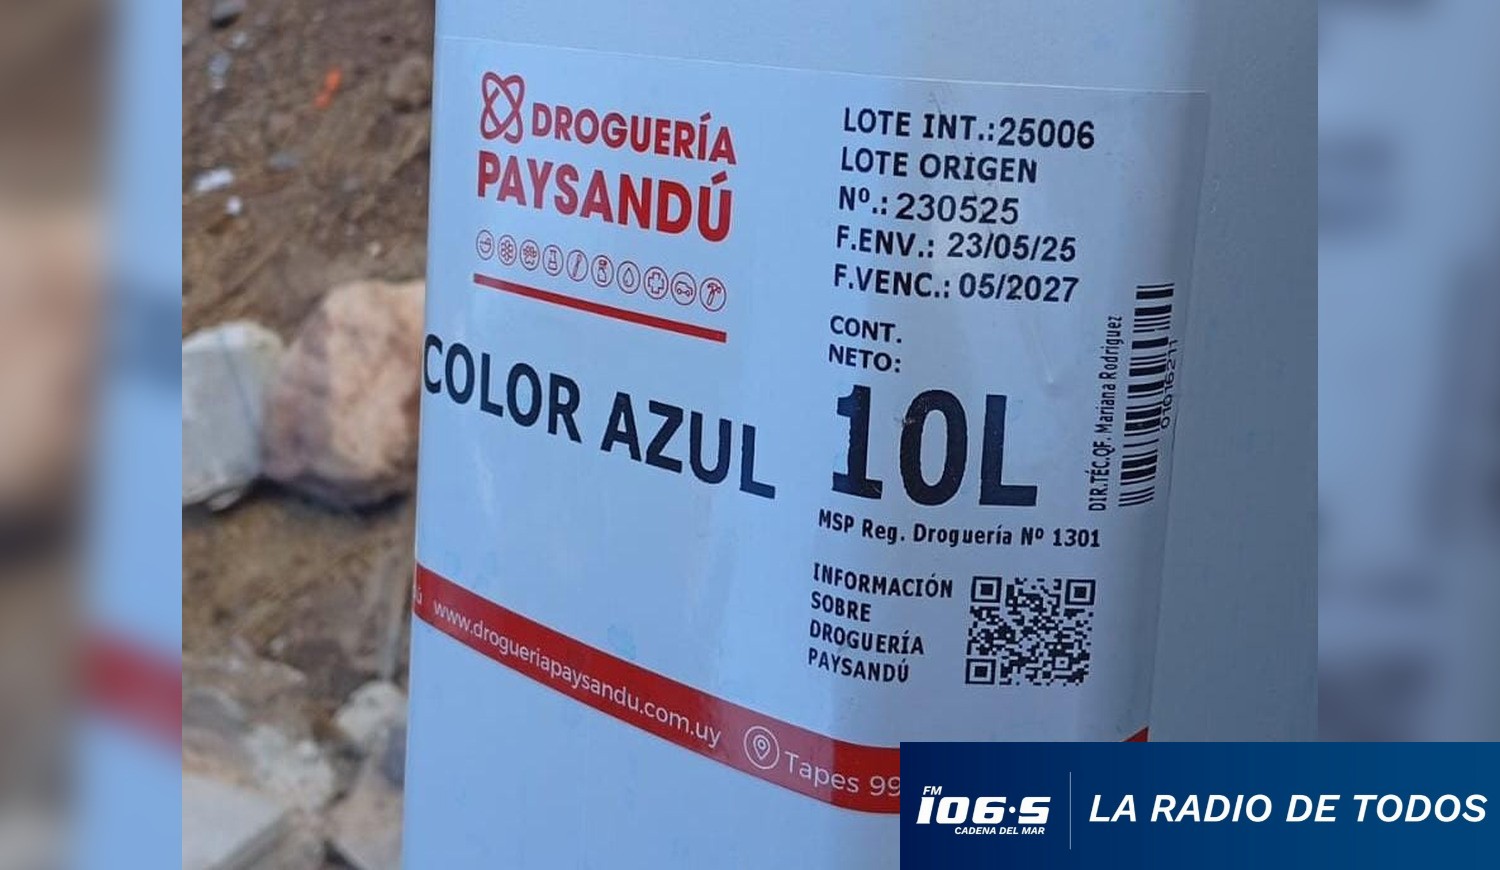 DROGUERÍA
PAYSANDÚ
COLOR AZUL
LOTE INT.:25006
LOTE ORIGEN
Nº.: 230525
F.ENV.: 23/05/25
F.VENC.: 05/2027
CONT.
NETO:
10L
MSP Reg. Droguería Nº 1301
DIR.TÉC.QF. Mariana Rodriguez
01016211
INFORMACIÓN
SOBRE
DROGUERÍA
PAYSANDÚ
www.drogueriapaysandu.com.uy
Tapes 99
FM
106.5
CADENA DEL MAR
LA RADIO DE TODOS